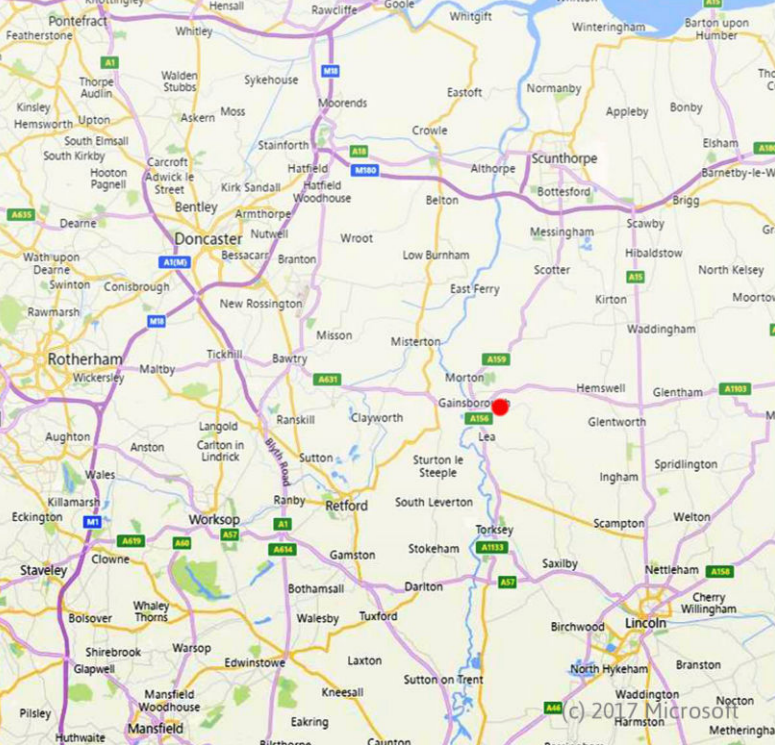 Knottingley
Hensall
Rawcliffe
Goole
Whitgift
Pontefract
Featherstone
Whitley
Winteringham
A15
Barton upon
Humber
A1
M18
Walden
Stubbs
Sykehouse
Thorpe
Audlin
Eastoft
Normanby
Kinsley
Hemsworth
Upton
Askern
Moss
Moorends
Appleby
Bonby
South Elmsall
South Kirkby
Stainforth
A18
Crowle
Elsham
A180
Hooton
Pagnell
Carcroft
Adwick le
Street
Hatfield
M180
Althorpe
Scunthorpe
Barnetby-le-W
Kirk Sandall
Hatfield
Woodhouse
Belton
Bottesford
Brigg
A635
Dearne
Bentley
Armthorpe
Scawby
Doncaster
Nutwell
Wroot
Messingham
Wath upon
Dearne
A1(M)
Bessacarr
Branton
Low Burnham
Hibaldstow
Swinton
Conisbrough
Scotter
A15
North Kelsey
Rawmarsh
New Rossington
East Ferry
Kirton
M18
Misson
Misterton
Waddingham
Rotherham
Wickersley
Maltby
Tickhill
Bawtry
A159
A631
Morton
Hemswell
Glentham
A1103
Gainsborough
A156
Langold
Ranskill
Clayworth
Lea
Glentworth
Aughton
Anston
Carlton in
Lindrick
Blyth Road
Sutton
Sturton le
Steeple
Spridlington
Wales
Ingham
Killamarsh
Eckington
M1
Worksop
Ranby
Retford
South Leverton
Scampton
Welton
A619
A60
A57
A1
A614
Torksey
A1133
Clowne
Gamston
Stokeham
Saxilby
Nettleham
A158
Staveley
Bothamsall
Darlton
A57
Cherry
Willingham
Bolsover
Whaley
Thorns
Walesby
Tuxford
Birchwood
Lincoln
Shirebrook
Glapwell
Warsop
Edwinstowe
Laxton
North Hykeham
Branston
Kneesall
Sutton on Trent
Mansfield
Woodhouse
Waddington
Nocton
Pilsley
Mansfield
Eakring
A46
(c) 2017 Microsoft
Harmston
Metheringha
Huthwaite
Bilsthorpe
Caunton